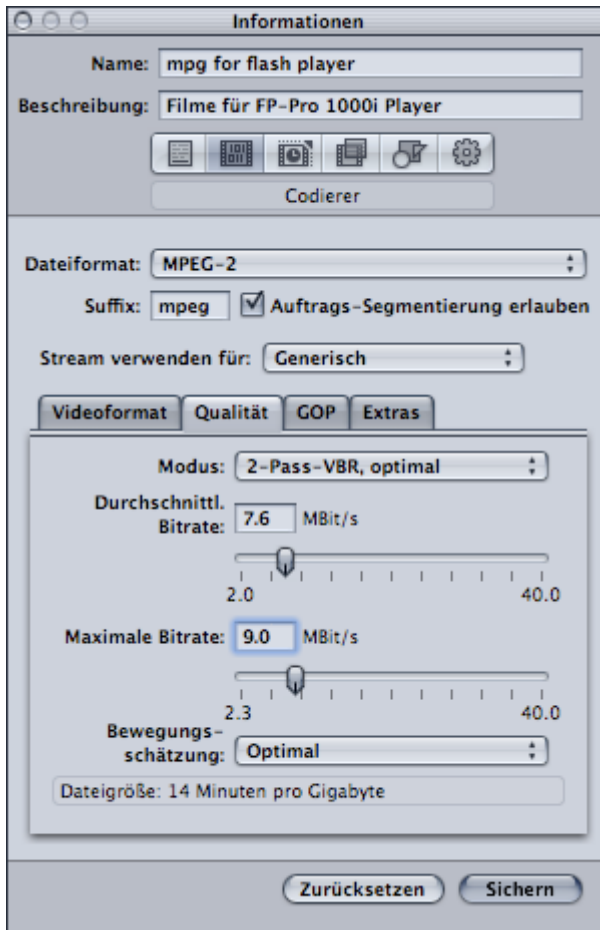 Informationen
Name: mpg for flash player
Beschreibung: Filme für FP-Pro 1000i Player
Codierer
Dateiformat: MPEG-2
Suffix: mpeg Auftrags-Segmentierung erlauben
Stream verwenden für: Generisch
Videoformat Qualität GOP Extras
Modus: 2-Pass-VBR, optimal
Durchschnittl.
Bitrate: 7.6 MBit/s
2.0 40.0
Maximale Bitrate: 9.0 MBit/s
2.3 40.0
Bewegungs-
schätzung: Optimal
Dateigröße: 14 Minuten pro Gigabyte
Zurücksetzen Sichern